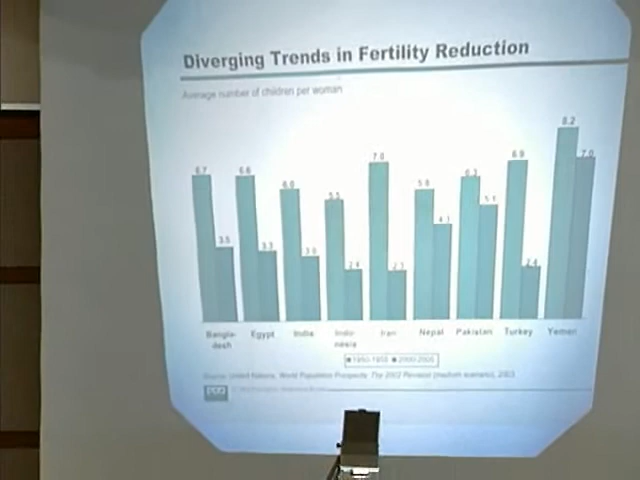 Diverging Trends in Fertility Reduction
Average number of children per woman
8.2
7.0 7.0
6.7 6.6 6.0 5.5 5.9 6.3 6.9
5.1
3.5 3.3 3.0 2.4 4.1 2.4
Bangla- Egypt India Indo- Iran Nepal Pakistan Turkey Yemen
desh nesia
1950-1955 2000-2005
Source: United Nations, World Population Prospects: The 2002 Revision (medium scenario), 2003.
PRB